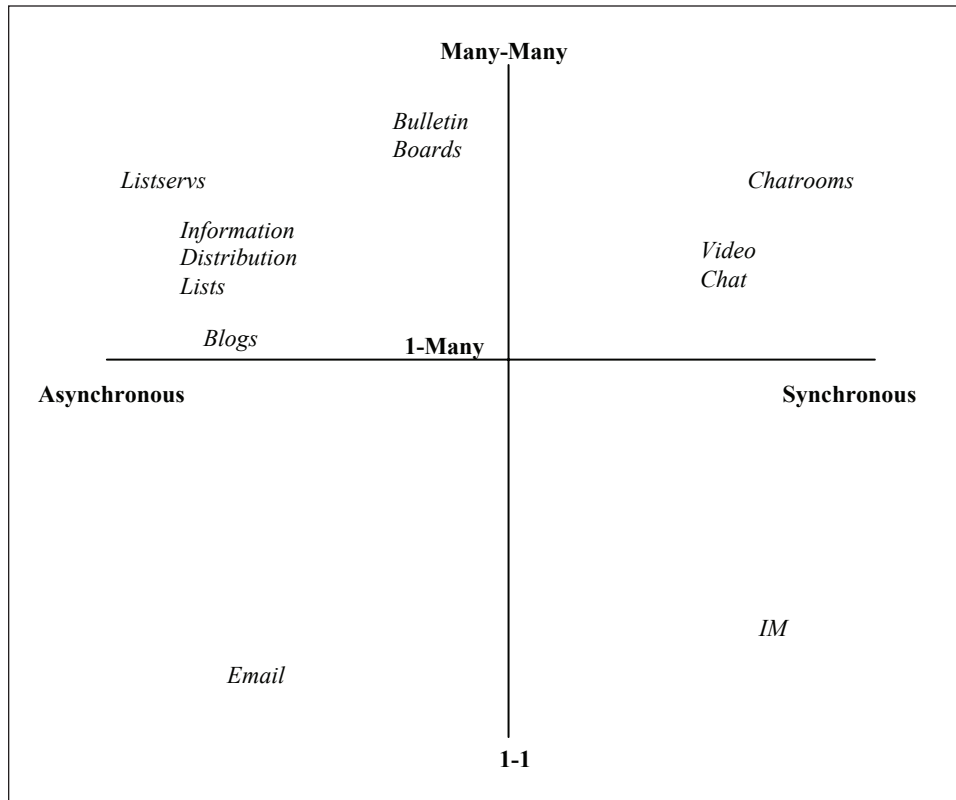 Many-Many
Bulletin
Boards
Listservs
Chatrooms
Information
Distribution
Lists
Video
Chat
Blogs
1-Many
Asynchronous
Synchronous
IM
Email
1-1